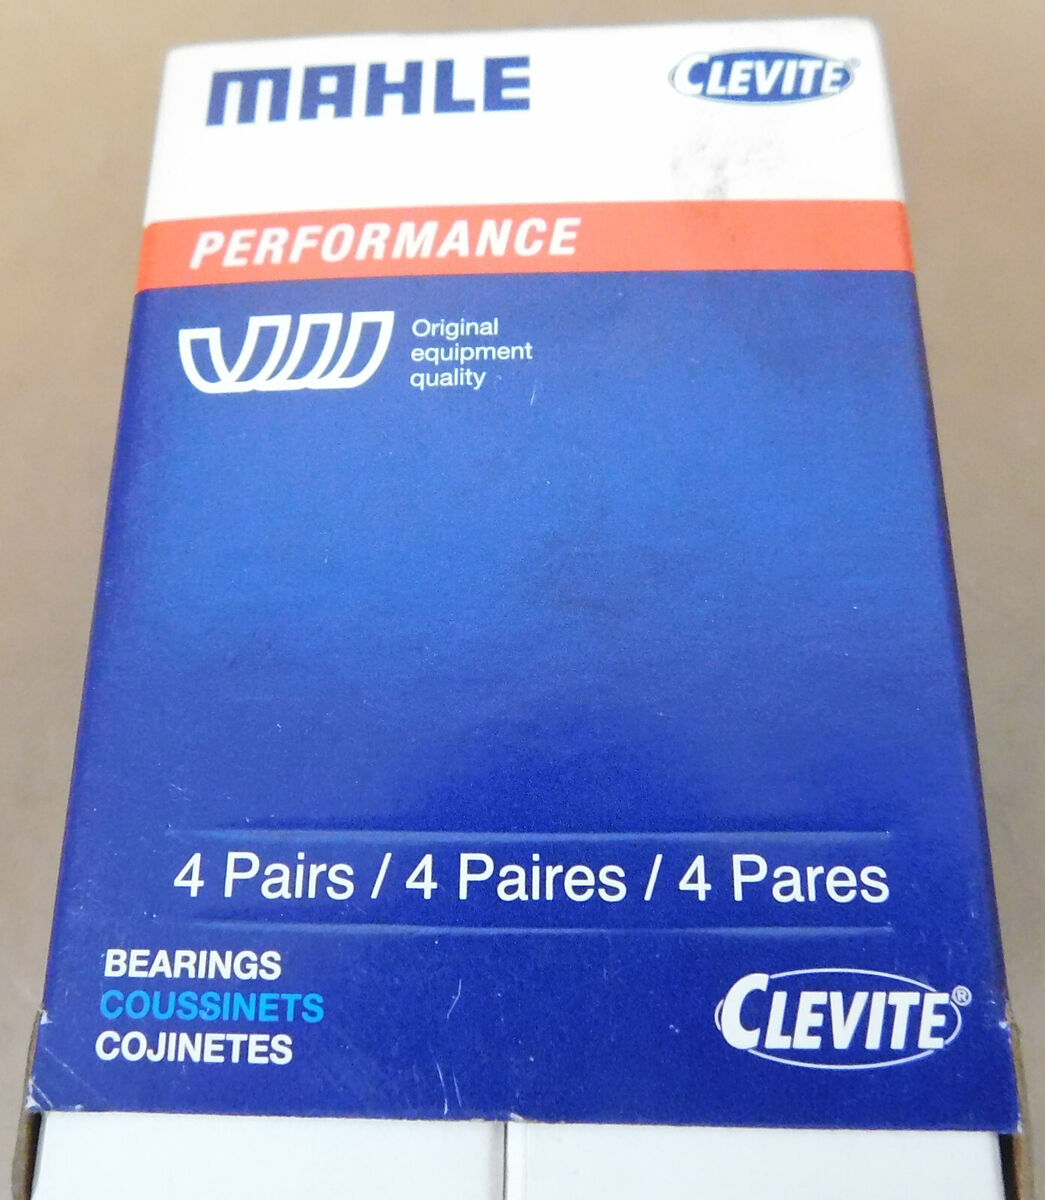 MAHLE
CLEVITE®
PERFORMANCE
Original
equipment
quality
4 Pairs / 4 Paires / 4 Pares
BEARINGS
COUSSINETS
COJINETES
CLEVITE®